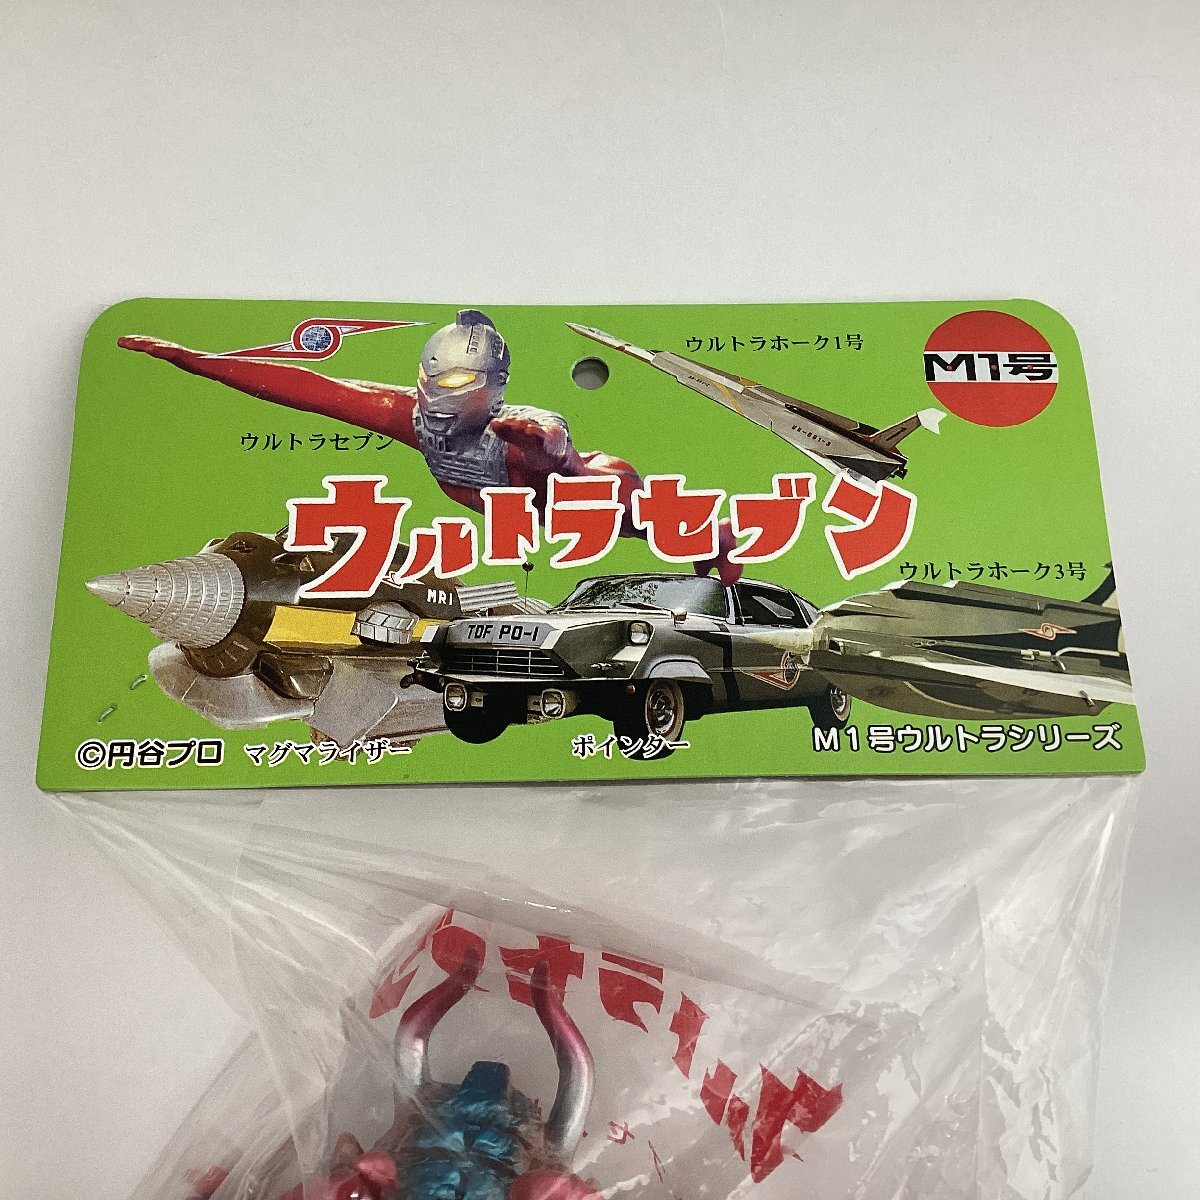 ウルトラホーク1号
M1号
ウルトラセブン
ウルトラセブン
ウルトラホーク3号
MR1
TDF PO-1
©円谷プロ
マグマライザー
ポインター
M1号ウルトラシリーズ